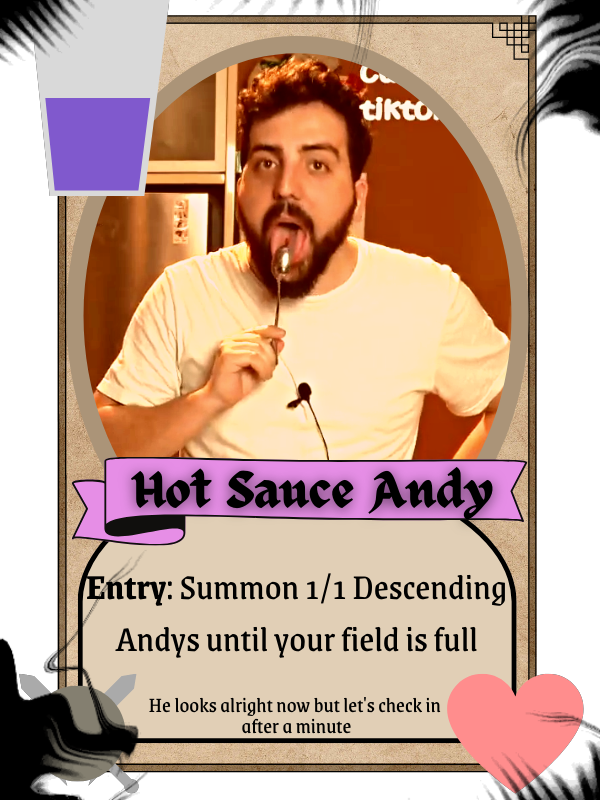 tikto
Hot Sauce Andy
Entry: Summon 1/1 Descending
Andys until your field is full
He looks alright now but let's check in
after a minute